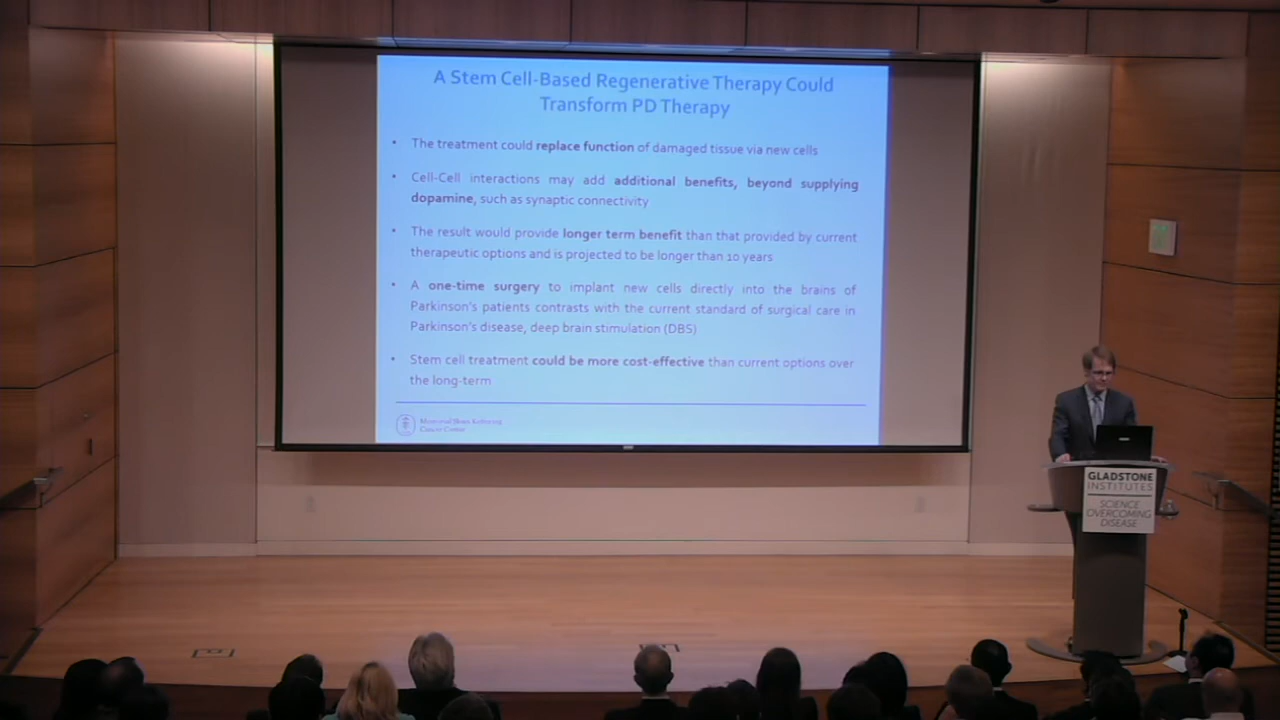 A Stem Cell-Based Regenerative Therapy Could
Transform PD Therapy
• The treatment could replace function of damaged tissue via new cells
• Cell-Cell interactions may add additional benefits, beyond supplying
dopamine, such as synaptic connectivity
• The result would provide longer term benefit than that provided by current
therapeutic options and is projected to be longer than 10 years
• A one-time surgery to implant new cells directly into the brains of
Parkinson's patients contrasts with the current standard of surgical care in
Parkinson's disease, deep brain stimulation (DBS)
• Stem cell treatment could be more cost-effective than current options over
the long-term
Memorial Sloan Kettering
Cancer Center
GLADSTONE
INSTITUTES
SCIENCE
OVERCOMING
DISEASE